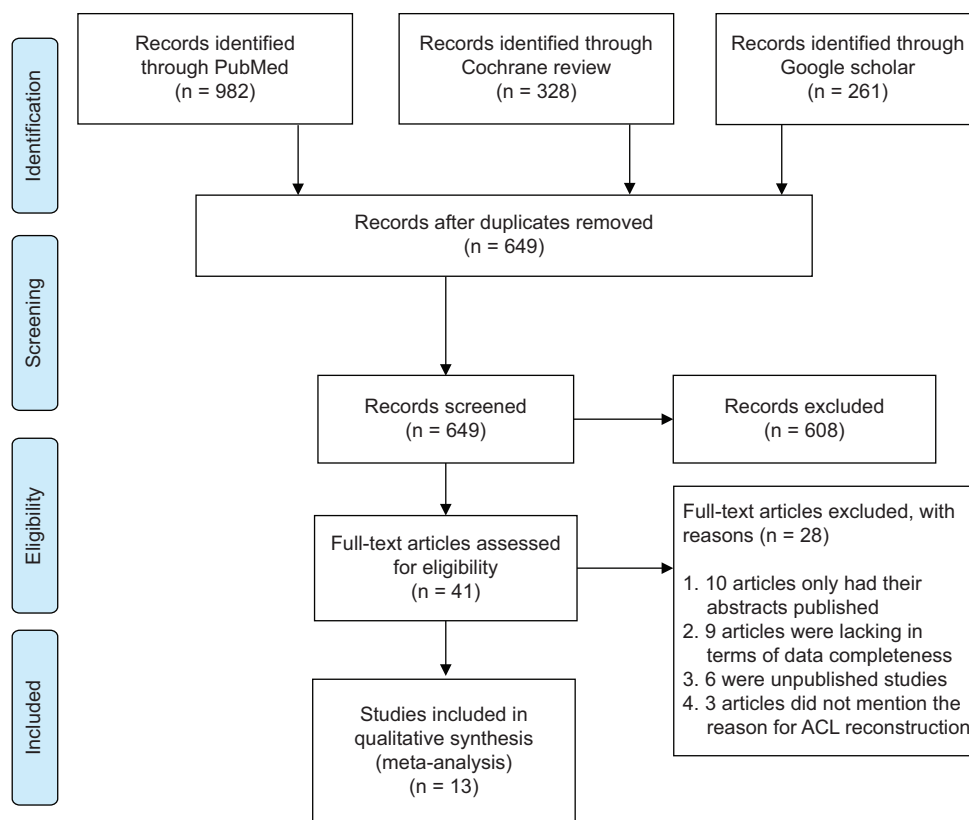 Identification
Records identified
through PubMed
(n = 982)
Records identified through
Cochrane review
(n = 328)
Records identified through
Google scholar
(n = 261)
Records after duplicates removed
(n = 649)
Screening
Records screened
(n = 649)
Records excluded
(n = 608)
Eligibility
Full-text articles assessed
for eligibility
(n = 41)
Full-text articles excluded, with
reasons (n = 28)
1. 10 articles only had their
abstracts published
2. 9 articles were lacking in
terms of data completeness
3. 6 were unpublished studies
4. 3 articles did not mention the
reason for ACL reconstruction
Included
Studies included in
qualitative synthesis
(meta-analysis)
(n = 13)